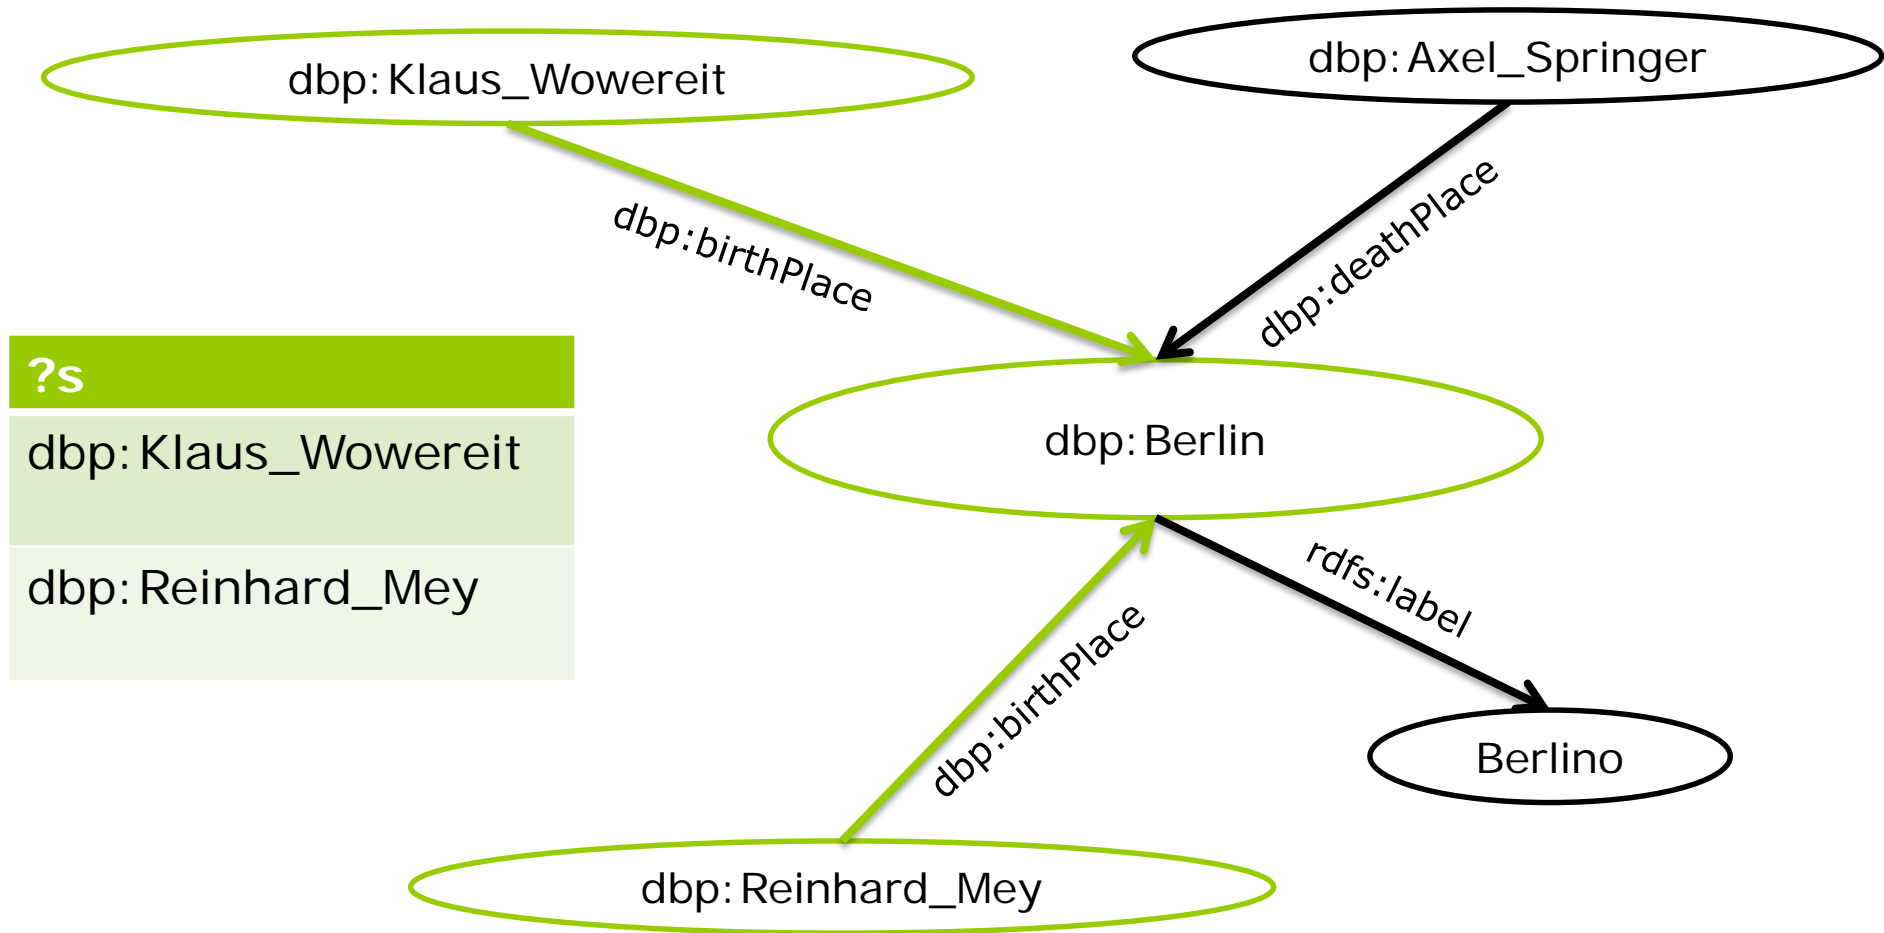 dbp:Klaus_Wowereit
dbp:Axel_Springer
dbp:birthPlace
dbp:deathPlace
?s
dbp:Klaus_Wowereit
dbp:Reinhard_Mey
dbp:Berlin
rdfs:label
dbp:birthPlace
Berlino
dbp:Reinhard_Mey